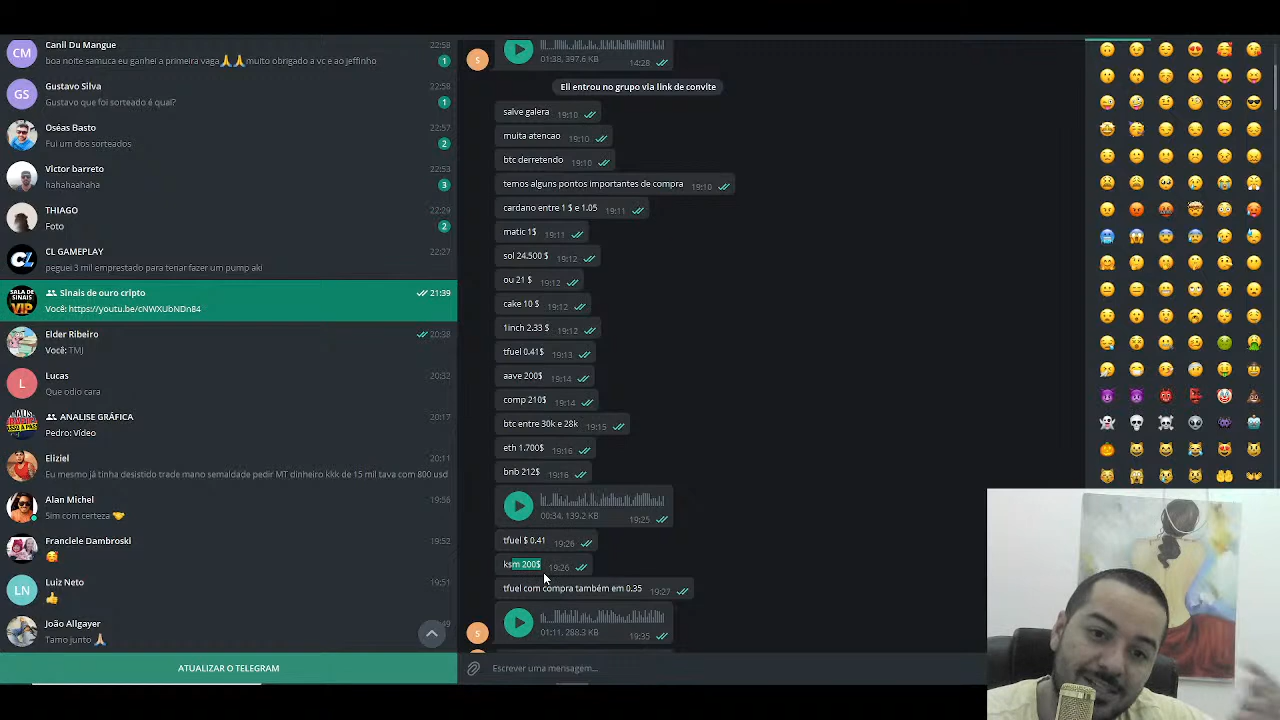 CM
Canil Du Mangue
22:58
boa noite samuca eu ganhei a primeira vaga🙏🙏muito obrigado a vc e ao jeffinho
1
GS
Gustavo Silva
22:58
Gustavo que foi sorteado é qual?
1
Oséas Basto
22:57
Fui um dos sorteados
2
Victor barreto
22:53
hahahaahaha
3
THIAGO
22:29
Foto
2
CL GAMEPLAY
22:27
peguei 3 mil emprestado para tenar fazer um pump aki
SALA DE
SINAIS
VIP
Sinais de ouro cripto
21:39
Você: https://youtu.be/cNWXUbNDn84
Elder Ribeiro
20:38
Você: TMJ
L
Lucas
20:32
Que odio cara
ANALISE GRÁFICA
20:17
Pedro: Vídeo
Eliziel
20:11
Eu mesmo já tinha desistido trade mano semaldade pedir MT dinheiro kkk de 15 mil tava com 800 usd
Alan Michel
19:56
Sim com certeza 🤝
Franciele Dambroski
19:52
🥰
LN
Luiz Neto
19:51
👍
João Allgayer
Tamo junto 🙏
ATUALIZAR O TELEGRAM
S
01:38, 397.6 KB
14:28
Ell entrou no grupo via link de convite
salve galera 19:10
muita atencao 19:10
btc derretendo 19:10
temos alguns pontos importantes de compra 19:10
cardano entre 1 $ e 1.05 19:11
matic 1$ 19:11
sol 24.500 $ 19:12
ou 21 $ 19:12
cake 10 $ 19:12
1inch 2.33 $ 19:12
tfuel 0.41$ 19:13
aave 200$ 19:14
comp 210$ 19:14
btc entre 30k e 28k 19:15
eth 1.700$ 19:16
bnb 212$ 19:16
00:34, 139.2 KB
19:25
tfuel $ 0.41 19:26
ksm 200$ 19:26
tfuel com compra também em 0.35 19:27
S
01:11, 288.3 KB
19:35
Escrever uma mensagem...